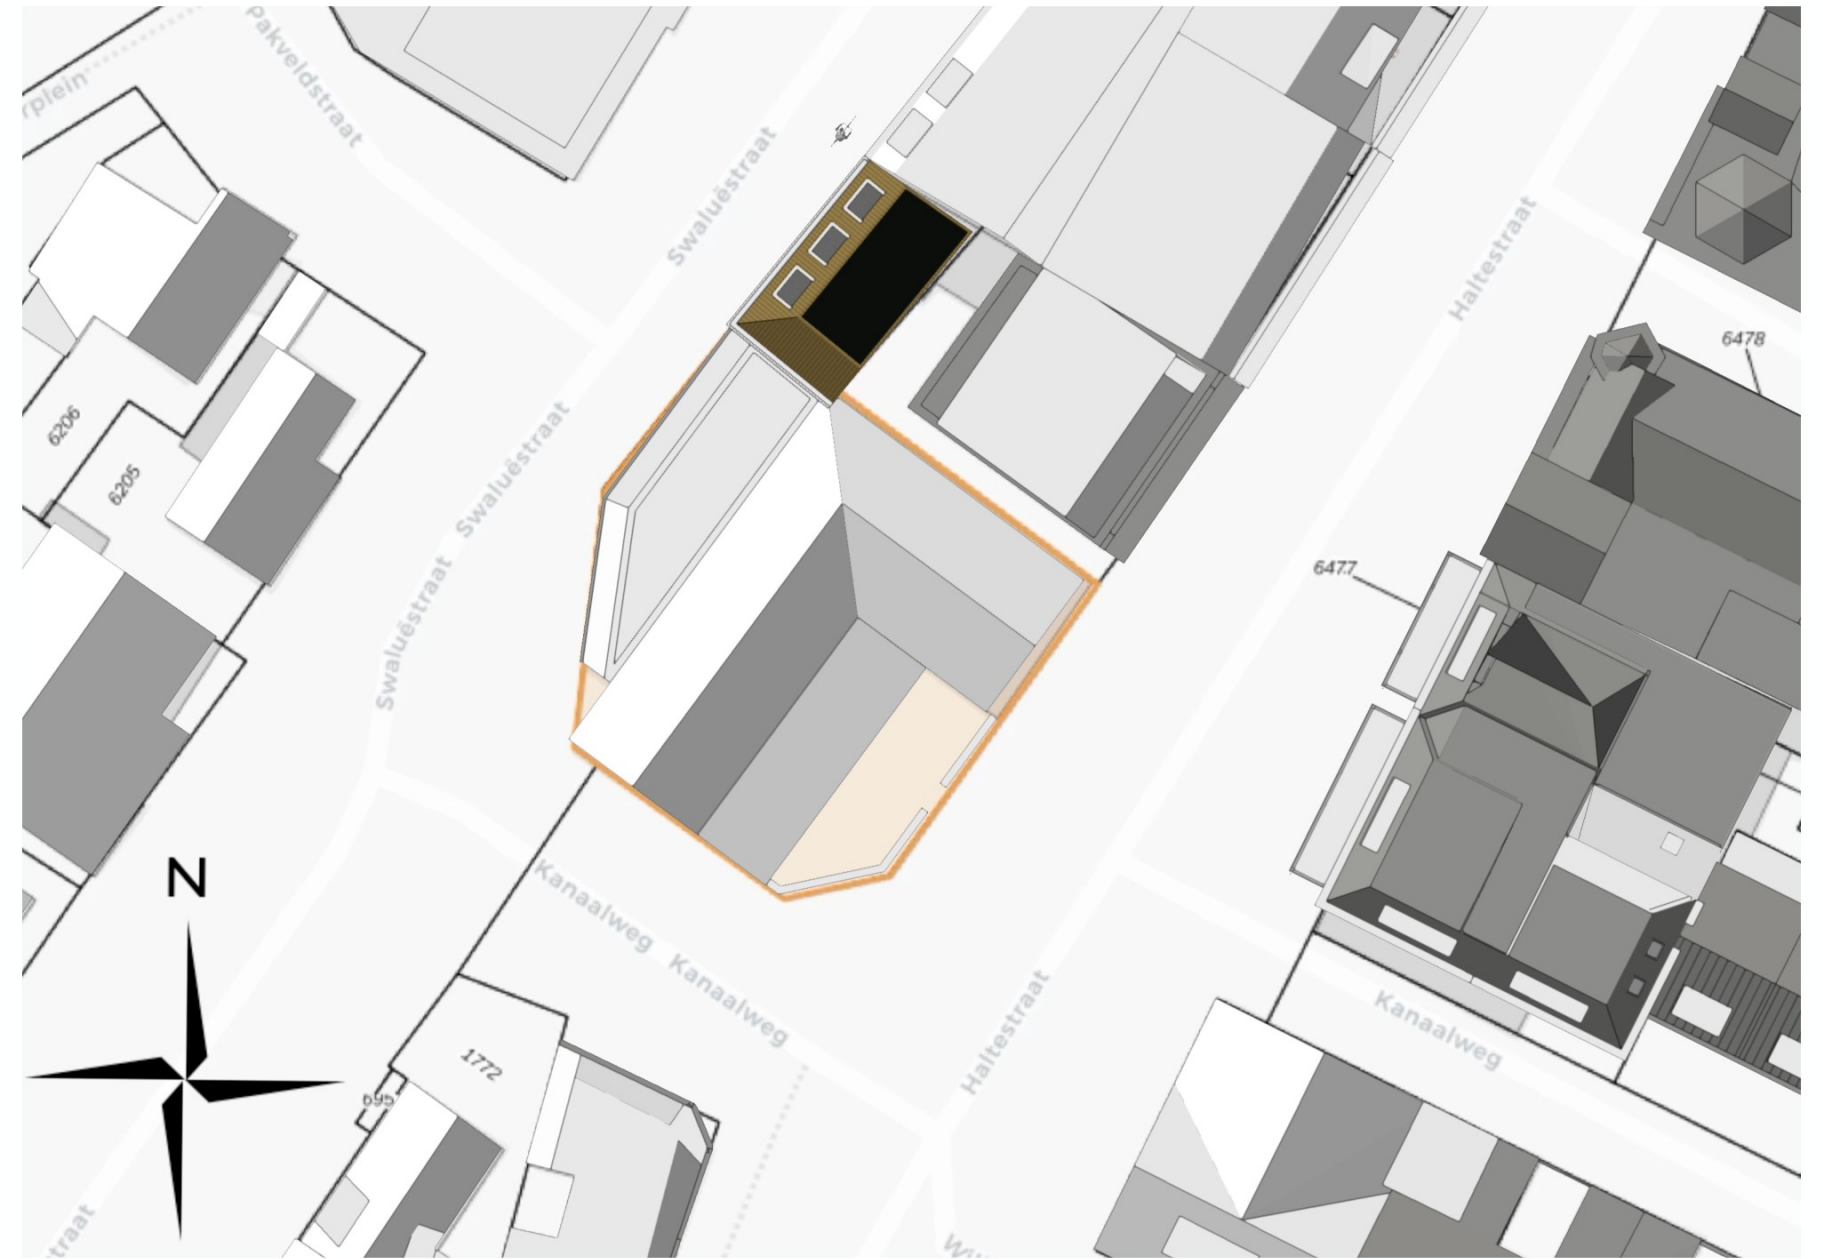 Pakveldstraat
rplein
Swaluëstraat
Haltestraat
6478
6206
6205
Swaluëstraat
6477
Swaluëstraat
N
Kanaalweg
Kanaalweg
Haltestraat
Kanaalweg
1772
695
traat